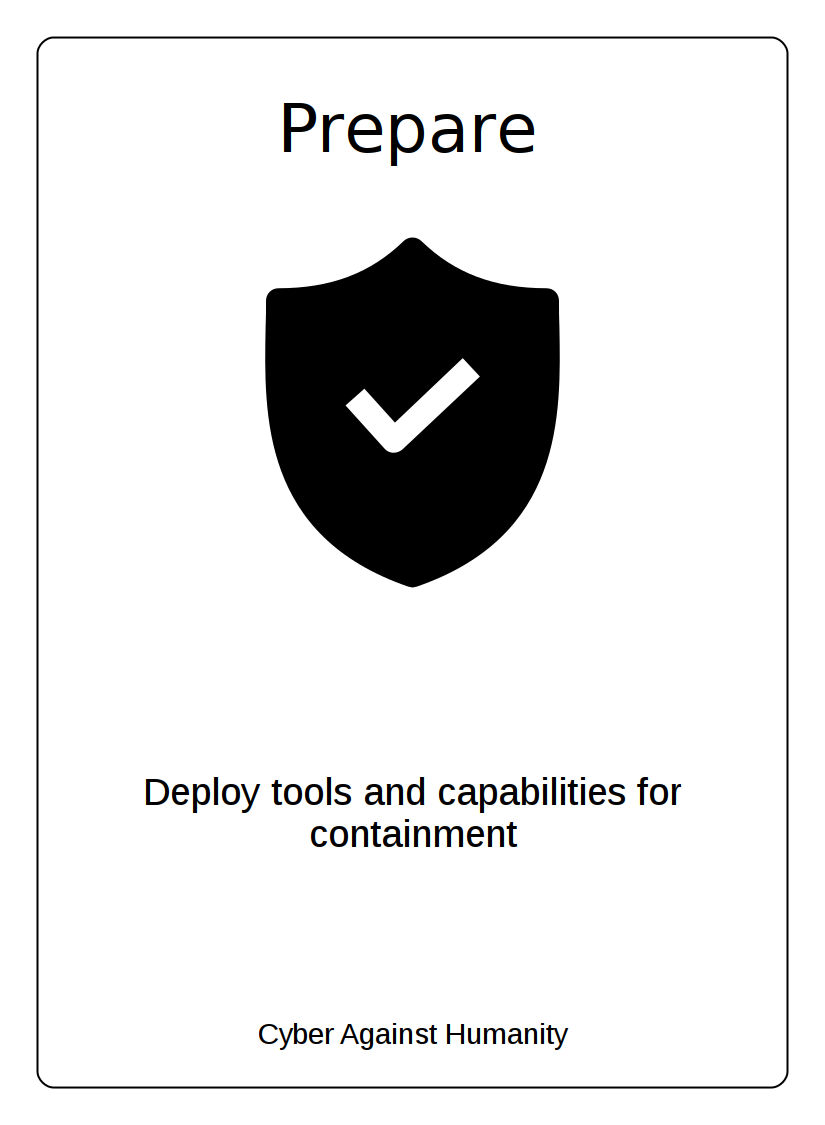 Prepare
Deploy tools and capabilities for
containment
Cyber Against Humanity